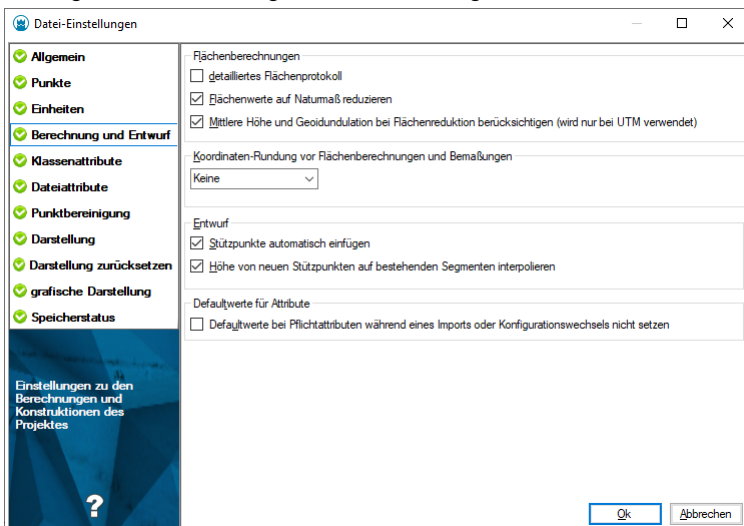 Datei-Einstellungen
Allgemein
Punkte
Einheiten
Berechnung und Entwurf
Klassenattribute
Dateiattribute
Punktbereinigung
Darstellung
Darstellung zurücksetzen
grafische Darstellung
Speicherstatus
Einstellungen zu den
Berechnungen und
Konstruktionen des
Projektes
?
Flächenberechnungen
detailliertes Flächenprotokoll
Flächenwerte auf Naturmaß reduzieren
Mittlere Höhe und Geoidundulation bei Flächenreduktion berücksichtigen (wird nur bei UTM verwendet)
Koordinaten-Rundung vor Flächenberechnungen und Bemaßungen
Keine
Entwurf
Stützpunkte automatisch einfügen
Höhe von neuen Stützpunkten auf bestehenden Segmenten interpolieren
Defaultwerte für Attribute
Defaultwerte bei Pflichtattributen während eines Imports oder Konfigurationswechsels nicht setzen
Ok
Abbrechen